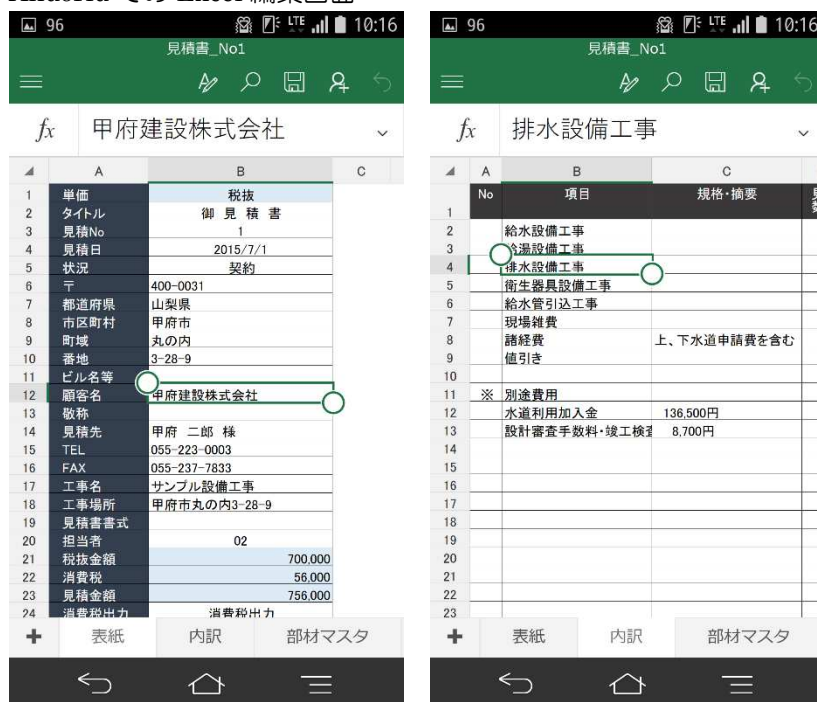 96 LTE 10:16
見積書_No1
fx 甲府建設株式会社
A B C
1 単価 税抜
2 タイトル 御 見 積 書
3 見積No 1
4 見積日 2015/7/1
5 状況 契約
6 〒 400-0031
7 都道府県 山梨県
8 市区町村 甲府市
9 町域 丸の内
10 番地 3-28-9
11 ビル名等
12 顧客名 甲府建設株式会社
13 敬称
14 見積先 甲府 二郎 様
15 TEL 055-223-0003
16 FAX 055-237-7833
17 工事名 サンプル設備工事
18 工事場所 甲府市丸の内3-28-9
19 見積書書式
20 担当者 02
21 税抜金額 700,000
22 消費税 56,000
23 見積金額 756,000
24 消費税出力 消費税出力
+ 表紙 内訳 部材マスタ
96 LTE 10:16
見積書_No1
fx 排水設備工事
A B C
1 No 項目 規格・摘要
2 給水設備工事
3 給湯設備工事
4 排水設備工事
5 衛生器具設備工事
6 給水管引込工事
7 現場雑費
8 諸経費 上、下水道申請費を含む
9 値引き
10
11 ※ 別途費用
12 水道利用加入金 136,500円
13 設計審査手数料・竣工検査 8,700円
14
15
16
17
18
19
20
21
22
23
+ 表紙 内訳 部材マスタ